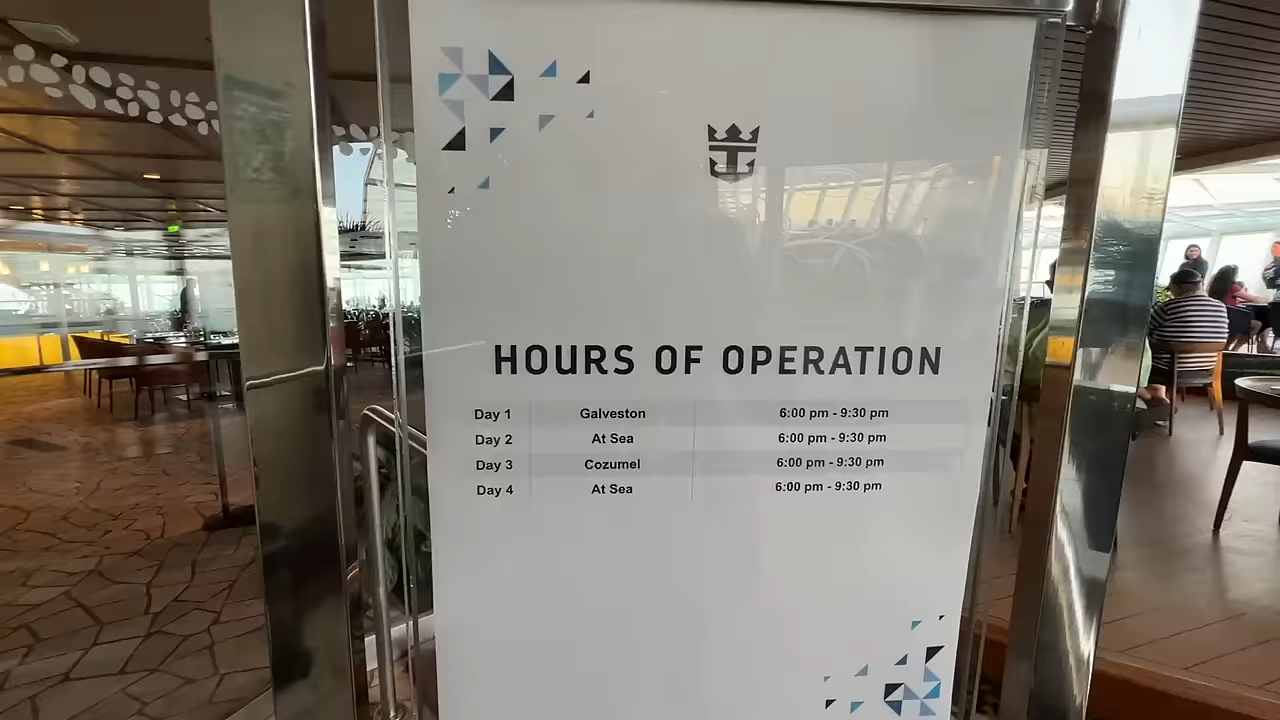 HOURS OF OPERATION
Day 1 Galveston 6:00 pm - 9:30 pm
Day 2 At Sea 6:00 pm - 9:30 pm
Day 3 Cozumel 6:00 pm - 9:30 pm
Day 4 At Sea 6:00 pm - 9:30 pm